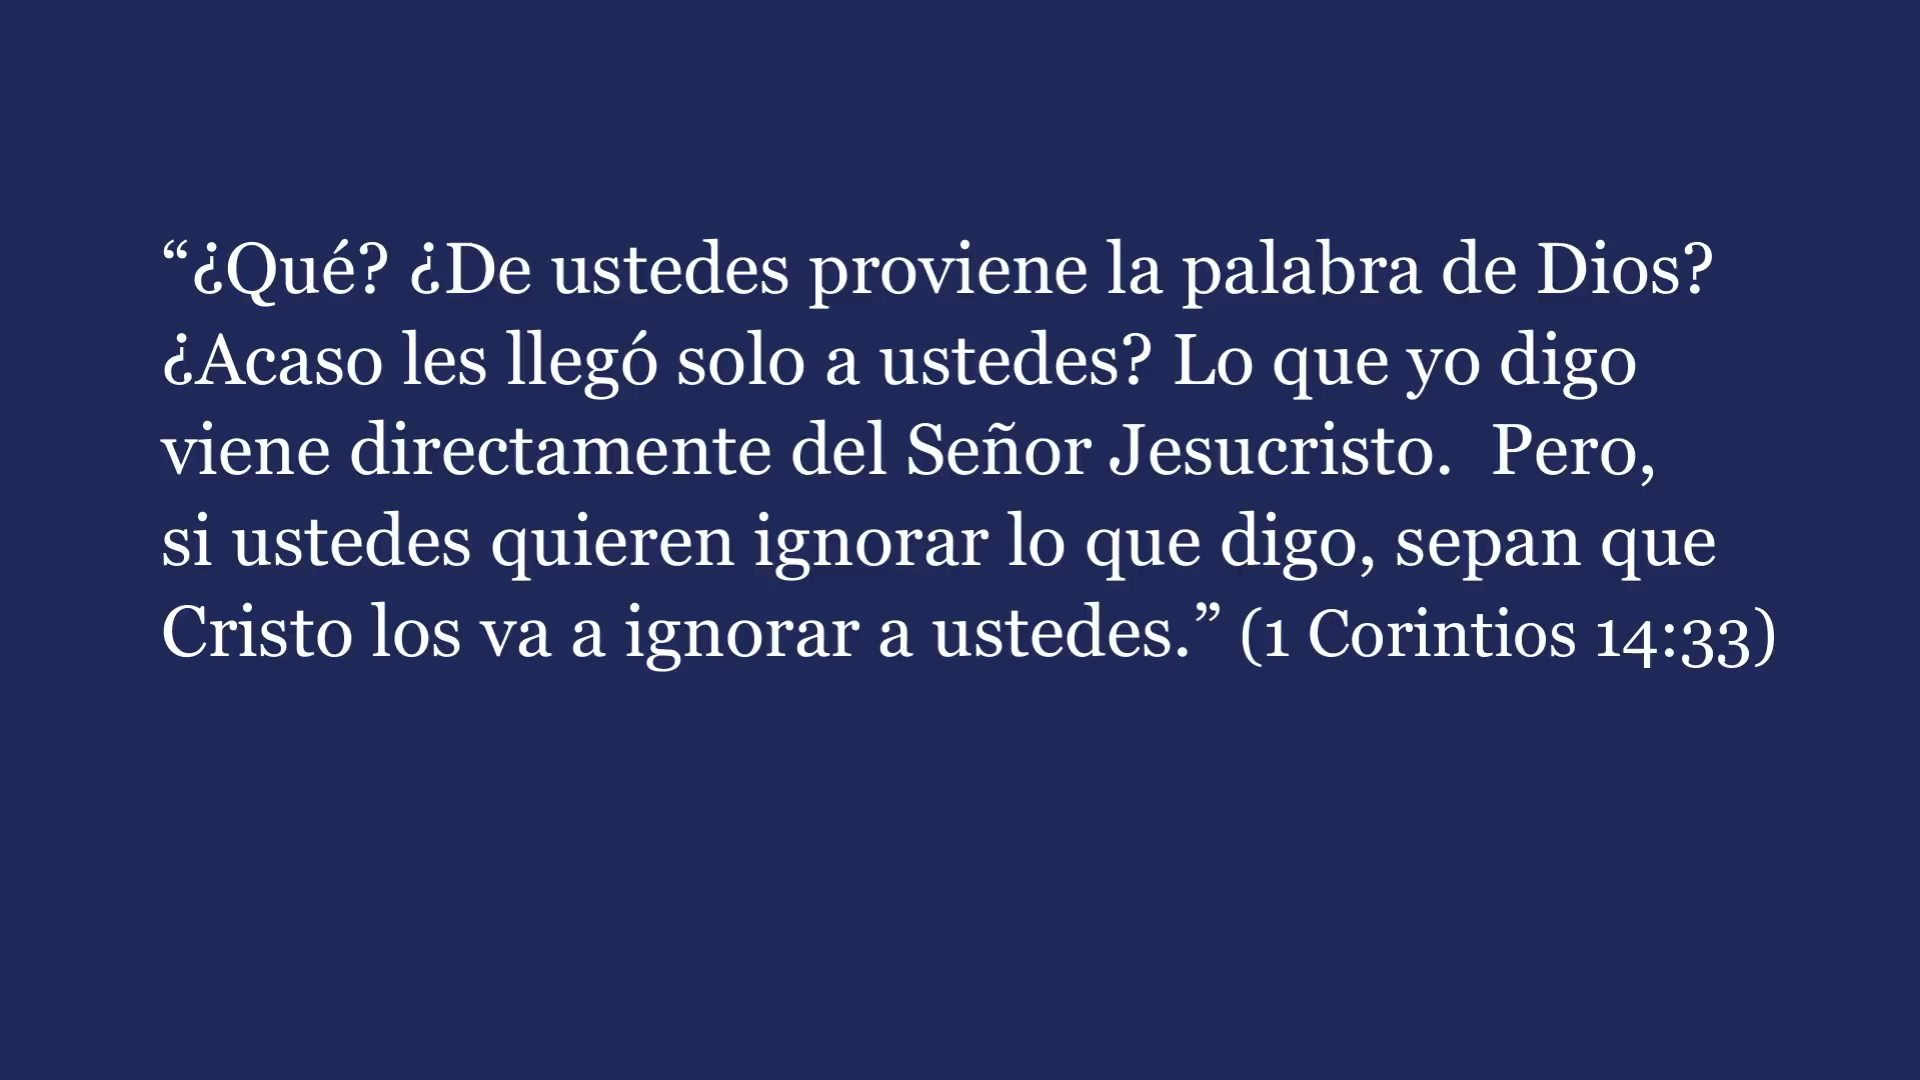 “¿Qué? ¿De ustedes proviene la palabra de Dios?
¿Acaso les llegó solo a ustedes? Lo que yo digo
viene directamente del Señor Jesucristo.  Pero,
si ustedes quieren ignorar lo que digo, sepan que
Cristo los va a ignorar a ustedes.” (1 Corintios 14:33)